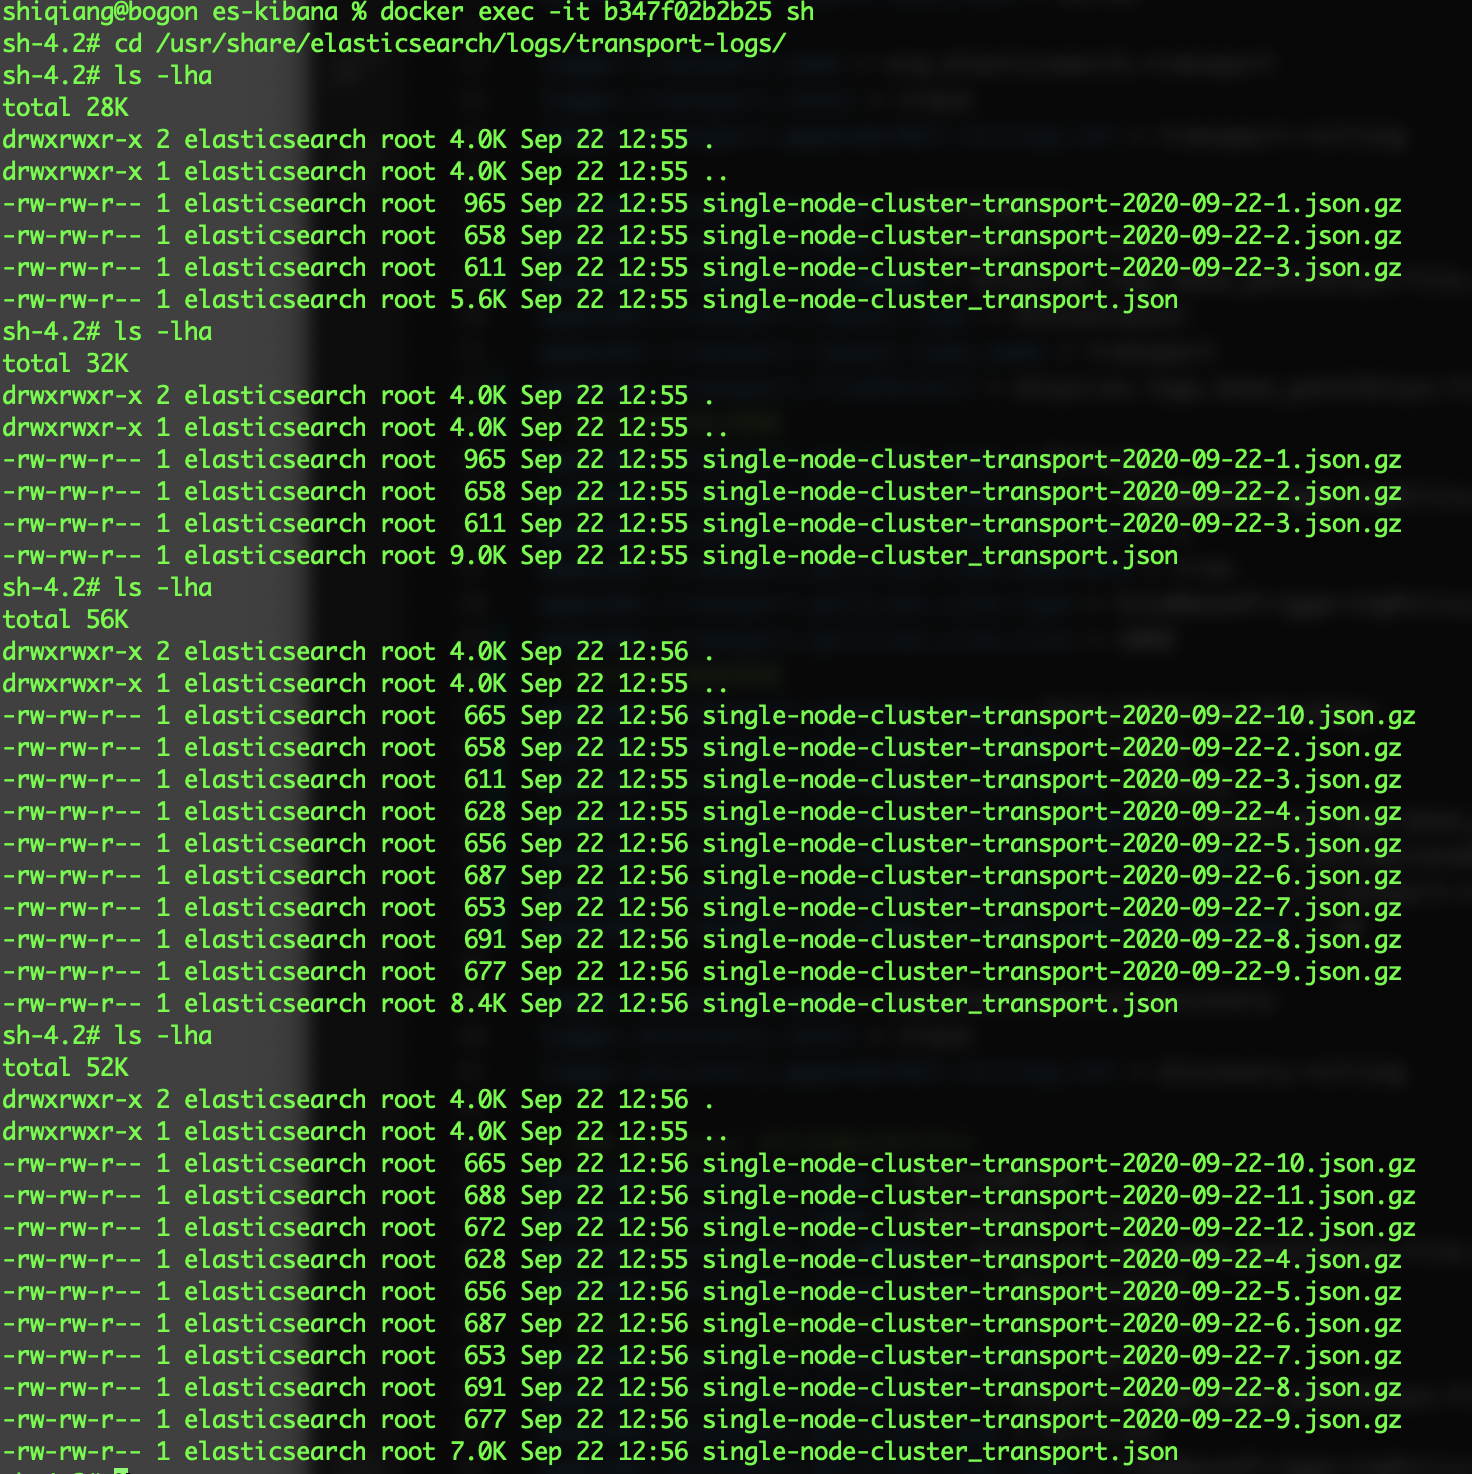 shiqiang@bogon es-kibana % docker exec -it b347f02b2b25 sh
sh-4.2# cd /usr/share/elasticsearch/logs/transport-logs/
sh-4.2# ls -lha
total 28K
drwxrwxr-x 2 elasticsearch root 4.0K Sep 22 12:55 .
drwxrwxr-x 1 elasticsearch root 4.0K Sep 22 12:55 ..
-rw-rw-r-- 1 elasticsearch root  965 Sep 22 12:55 single-node-cluster-transport-2020-09-22-1.json.gz
-rw-rw-r-- 1 elasticsearch root  658 Sep 22 12:55 single-node-cluster-transport-2020-09-22-2.json.gz
-rw-rw-r-- 1 elasticsearch root  611 Sep 22 12:55 single-node-cluster-transport-2020-09-22-3.json.gz
-rw-rw-r-- 1 elasticsearch root 5.6K Sep 22 12:55 single-node-cluster_transport.json
sh-4.2# ls -lha
total 32K
drwxrwxr-x 2 elasticsearch root 4.0K Sep 22 12:55 .
drwxrwxr-x 1 elasticsearch root 4.0K Sep 22 12:55 ..
-rw-rw-r-- 1 elasticsearch root  965 Sep 22 12:55 single-node-cluster-transport-2020-09-22-1.json.gz
-rw-rw-r-- 1 elasticsearch root  658 Sep 22 12:55 single-node-cluster-transport-2020-09-22-2.json.gz
-rw-rw-r-- 1 elasticsearch root  611 Sep 22 12:55 single-node-cluster-transport-2020-09-22-3.json.gz
-rw-rw-r-- 1 elasticsearch root 9.0K Sep 22 12:55 single-node-cluster_transport.json
sh-4.2# ls -lha
total 56K
drwxrwxr-x 2 elasticsearch root 4.0K Sep 22 12:56 .
drwxrwxr-x 1 elasticsearch root 4.0K Sep 22 12:55 ..
-rw-rw-r-- 1 elasticsearch root  665 Sep 22 12:56 single-node-cluster-transport-2020-09-22-10.json.gz
-rw-rw-r-- 1 elasticsearch root  658 Sep 22 12:55 single-node-cluster-transport-2020-09-22-2.json.gz
-rw-rw-r-- 1 elasticsearch root  611 Sep 22 12:55 single-node-cluster-transport-2020-09-22-3.json.gz
-rw-rw-r-- 1 elasticsearch root  628 Sep 22 12:55 single-node-cluster-transport-2020-09-22-4.json.gz
-rw-rw-r-- 1 elasticsearch root  656 Sep 22 12:56 single-node-cluster-transport-2020-09-22-5.json.gz
-rw-rw-r-- 1 elasticsearch root  687 Sep 22 12:56 single-node-cluster-transport-2020-09-22-6.json.gz
-rw-rw-r-- 1 elasticsearch root  653 Sep 22 12:56 single-node-cluster-transport-2020-09-22-7.json.gz
-rw-rw-r-- 1 elasticsearch root  691 Sep 22 12:56 single-node-cluster-transport-2020-09-22-8.json.gz
-rw-rw-r-- 1 elasticsearch root  677 Sep 22 12:56 single-node-cluster-transport-2020-09-22-9.json.gz
-rw-rw-r-- 1 elasticsearch root 8.4K Sep 22 12:56 single-node-cluster_transport.json
sh-4.2# ls -lha
total 52K
drwxrwxr-x 2 elasticsearch root 4.0K Sep 22 12:56 .
drwxrwxr-x 1 elasticsearch root 4.0K Sep 22 12:55 ..
-rw-rw-r-- 1 elasticsearch root  665 Sep 22 12:56 single-node-cluster-transport-2020-09-22-10.json.gz
-rw-rw-r-- 1 elasticsearch root  688 Sep 22 12:56 single-node-cluster-transport-2020-09-22-11.json.gz
-rw-rw-r-- 1 elasticsearch root  672 Sep 22 12:56 single-node-cluster-transport-2020-09-22-12.json.gz
-rw-rw-r-- 1 elasticsearch root  628 Sep 22 12:55 single-node-cluster-transport-2020-09-22-4.json.gz
-rw-rw-r-- 1 elasticsearch root  656 Sep 22 12:56 single-node-cluster-transport-2020-09-22-5.json.gz
-rw-rw-r-- 1 elasticsearch root  687 Sep 22 12:56 single-node-cluster-transport-2020-09-22-6.json.gz
-rw-rw-r-- 1 elasticsearch root  653 Sep 22 12:56 single-node-cluster-transport-2020-09-22-7.json.gz
-rw-rw-r-- 1 elasticsearch root  691 Sep 22 12:56 single-node-cluster-transport-2020-09-22-8.json.gz
-rw-rw-r-- 1 elasticsearch root  677 Sep 22 12:56 single-node-cluster-transport-2020-09-22-9.json.gz
-rw-rw-r-- 1 elasticsearch root 7.0K Sep 22 12:56 single-node-cluster_transport.json